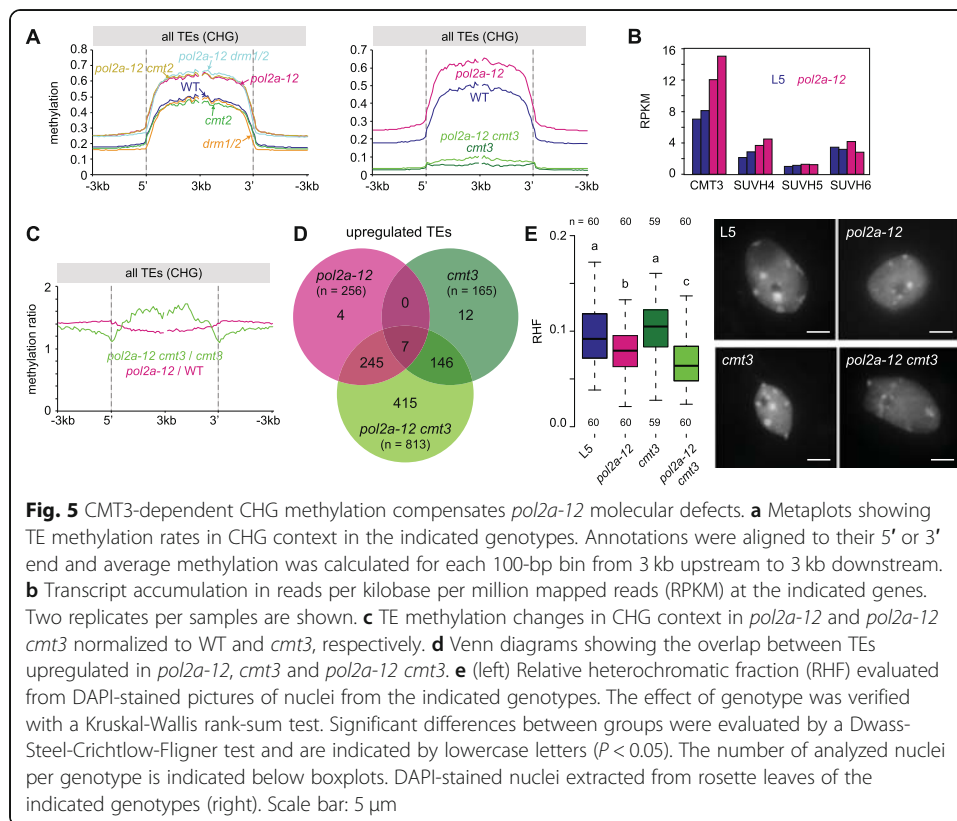 A
all TEs (CHG)
methylation
0.8
0.7
0.6
0.5
0.4
0.3
0.2
0.1
0
pol2a-12 drm1/2
pol2a-12 cmt2
pol2a-12
WT
cmt2
drm1/2
-3kb 5' 3kb 3' -3kb
all TEs (CHG)
0.7
0.6
0.5
0.4
0.3
0.2
0.1
0
pol2a-12
WT
pol2a-12 cmt3
cmt3
-3kb 5' 3kb 3' -3kb
B
RPKM
16
12
8
4
0
L5 pol2a-12
CMT3 SUVH4 SUVH5 SUVH6
C
all TEs (CHG)
methylation ratio
2
1
0
pol2a-12 cmt3 / cmt3
pol2a-12 / WT
-3kb 5' 3' -3kb
D
upregulated TEs
pol2a-12
(n = 256)
cmt3
(n = 165)
0
4
12
7
245
146
415
pol2a-12 cmt3
(n = 813)
E
n = 60 60 59 60
RHF
0.2
0.1
0.0
a
b
a
c
60 60 59 60
L5
pol2a-12
cmt3
pol2a-12
cmt3
L5
pol2a-12
cmt3
pol2a-12 cmt3
Fig. 5 CMT3-dependent CHG methylation compensates pol2a-12 molecular defects. a Metaplots showing
TE methylation rates in CHG context in the indicated genotypes. Annotations were aligned to their 5′ or 3′
end and average methylation was calculated for each 100-bp bin from 3 kb upstream to 3 kb downstream.
b Transcript accumulation in reads per kilobase per million mapped reads (RPKM) at the indicated genes.
Two replicates per samples are shown. c TE methylation changes in CHG context in pol2a-12 and pol2a-12
cmt3 normalized to WT and cmt3, respectively. d Venn diagrams showing the overlap between TEs
upregulated in pol2a-12, cmt3 and pol2a-12 cmt3. e (left) Relative heterochromatic fraction (RHF) evaluated
from DAPI-stained pictures of nuclei from the indicated genotypes. The effect of genotype was verified
with a Kruskal-Wallis rank-sum test. Significant differences between groups were evaluated by a Dwass-
Steel-Crichtlow-Fligner test and are indicated by lowercase letters (P < 0.05). The number of analyzed nuclei
per genotype is indicated below boxplots. DAPI-stained nuclei extracted from rosette leaves of the
indicated genotypes (right). Scale bar: 5 μm